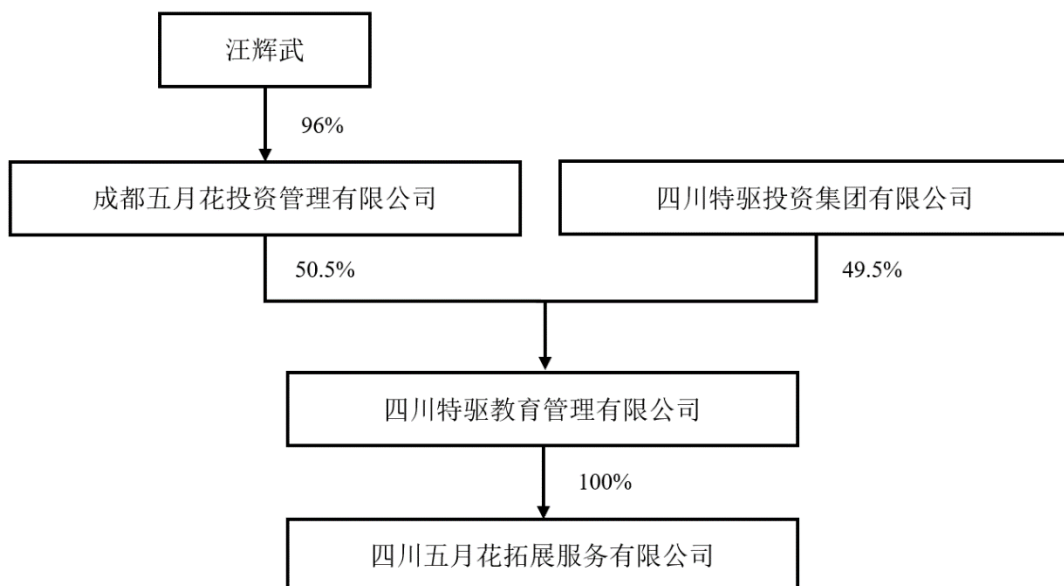 汪辉武
96%
成都五月花投资管理有限公司
四川特驱投资集团有限公司
50.5%
49.5%
四川特驱教育管理有限公司
100%
四川五月花拓展服务有限公司